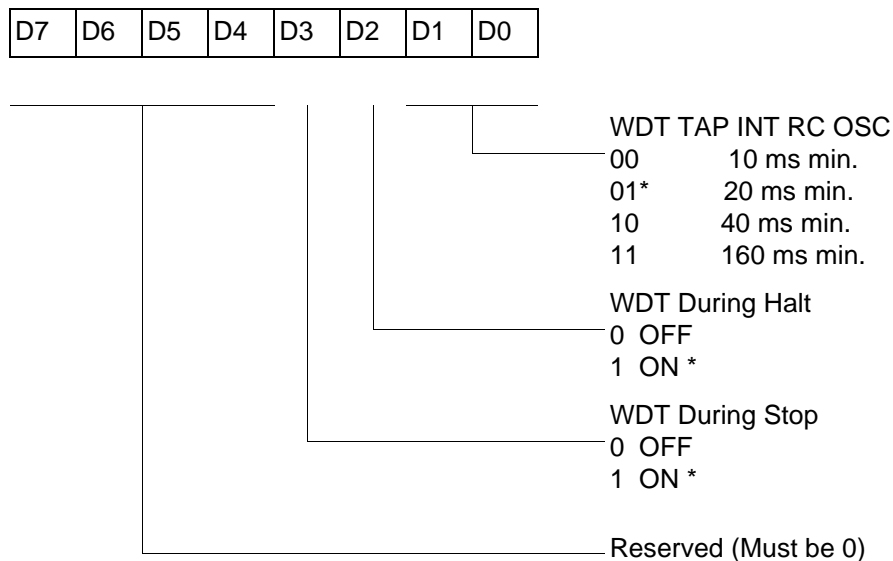 D7 D6 D5 D4 D3 D2 D1 D0
WDT TAP INT RC OSC
00 10 ms min.
01* 20 ms min.
10 40 ms min.
11 160 ms min.
WDT During Halt
0 OFF
1 ON *
WDT During Stop
0 OFF
1 ON *
Reserved (Must be 0)